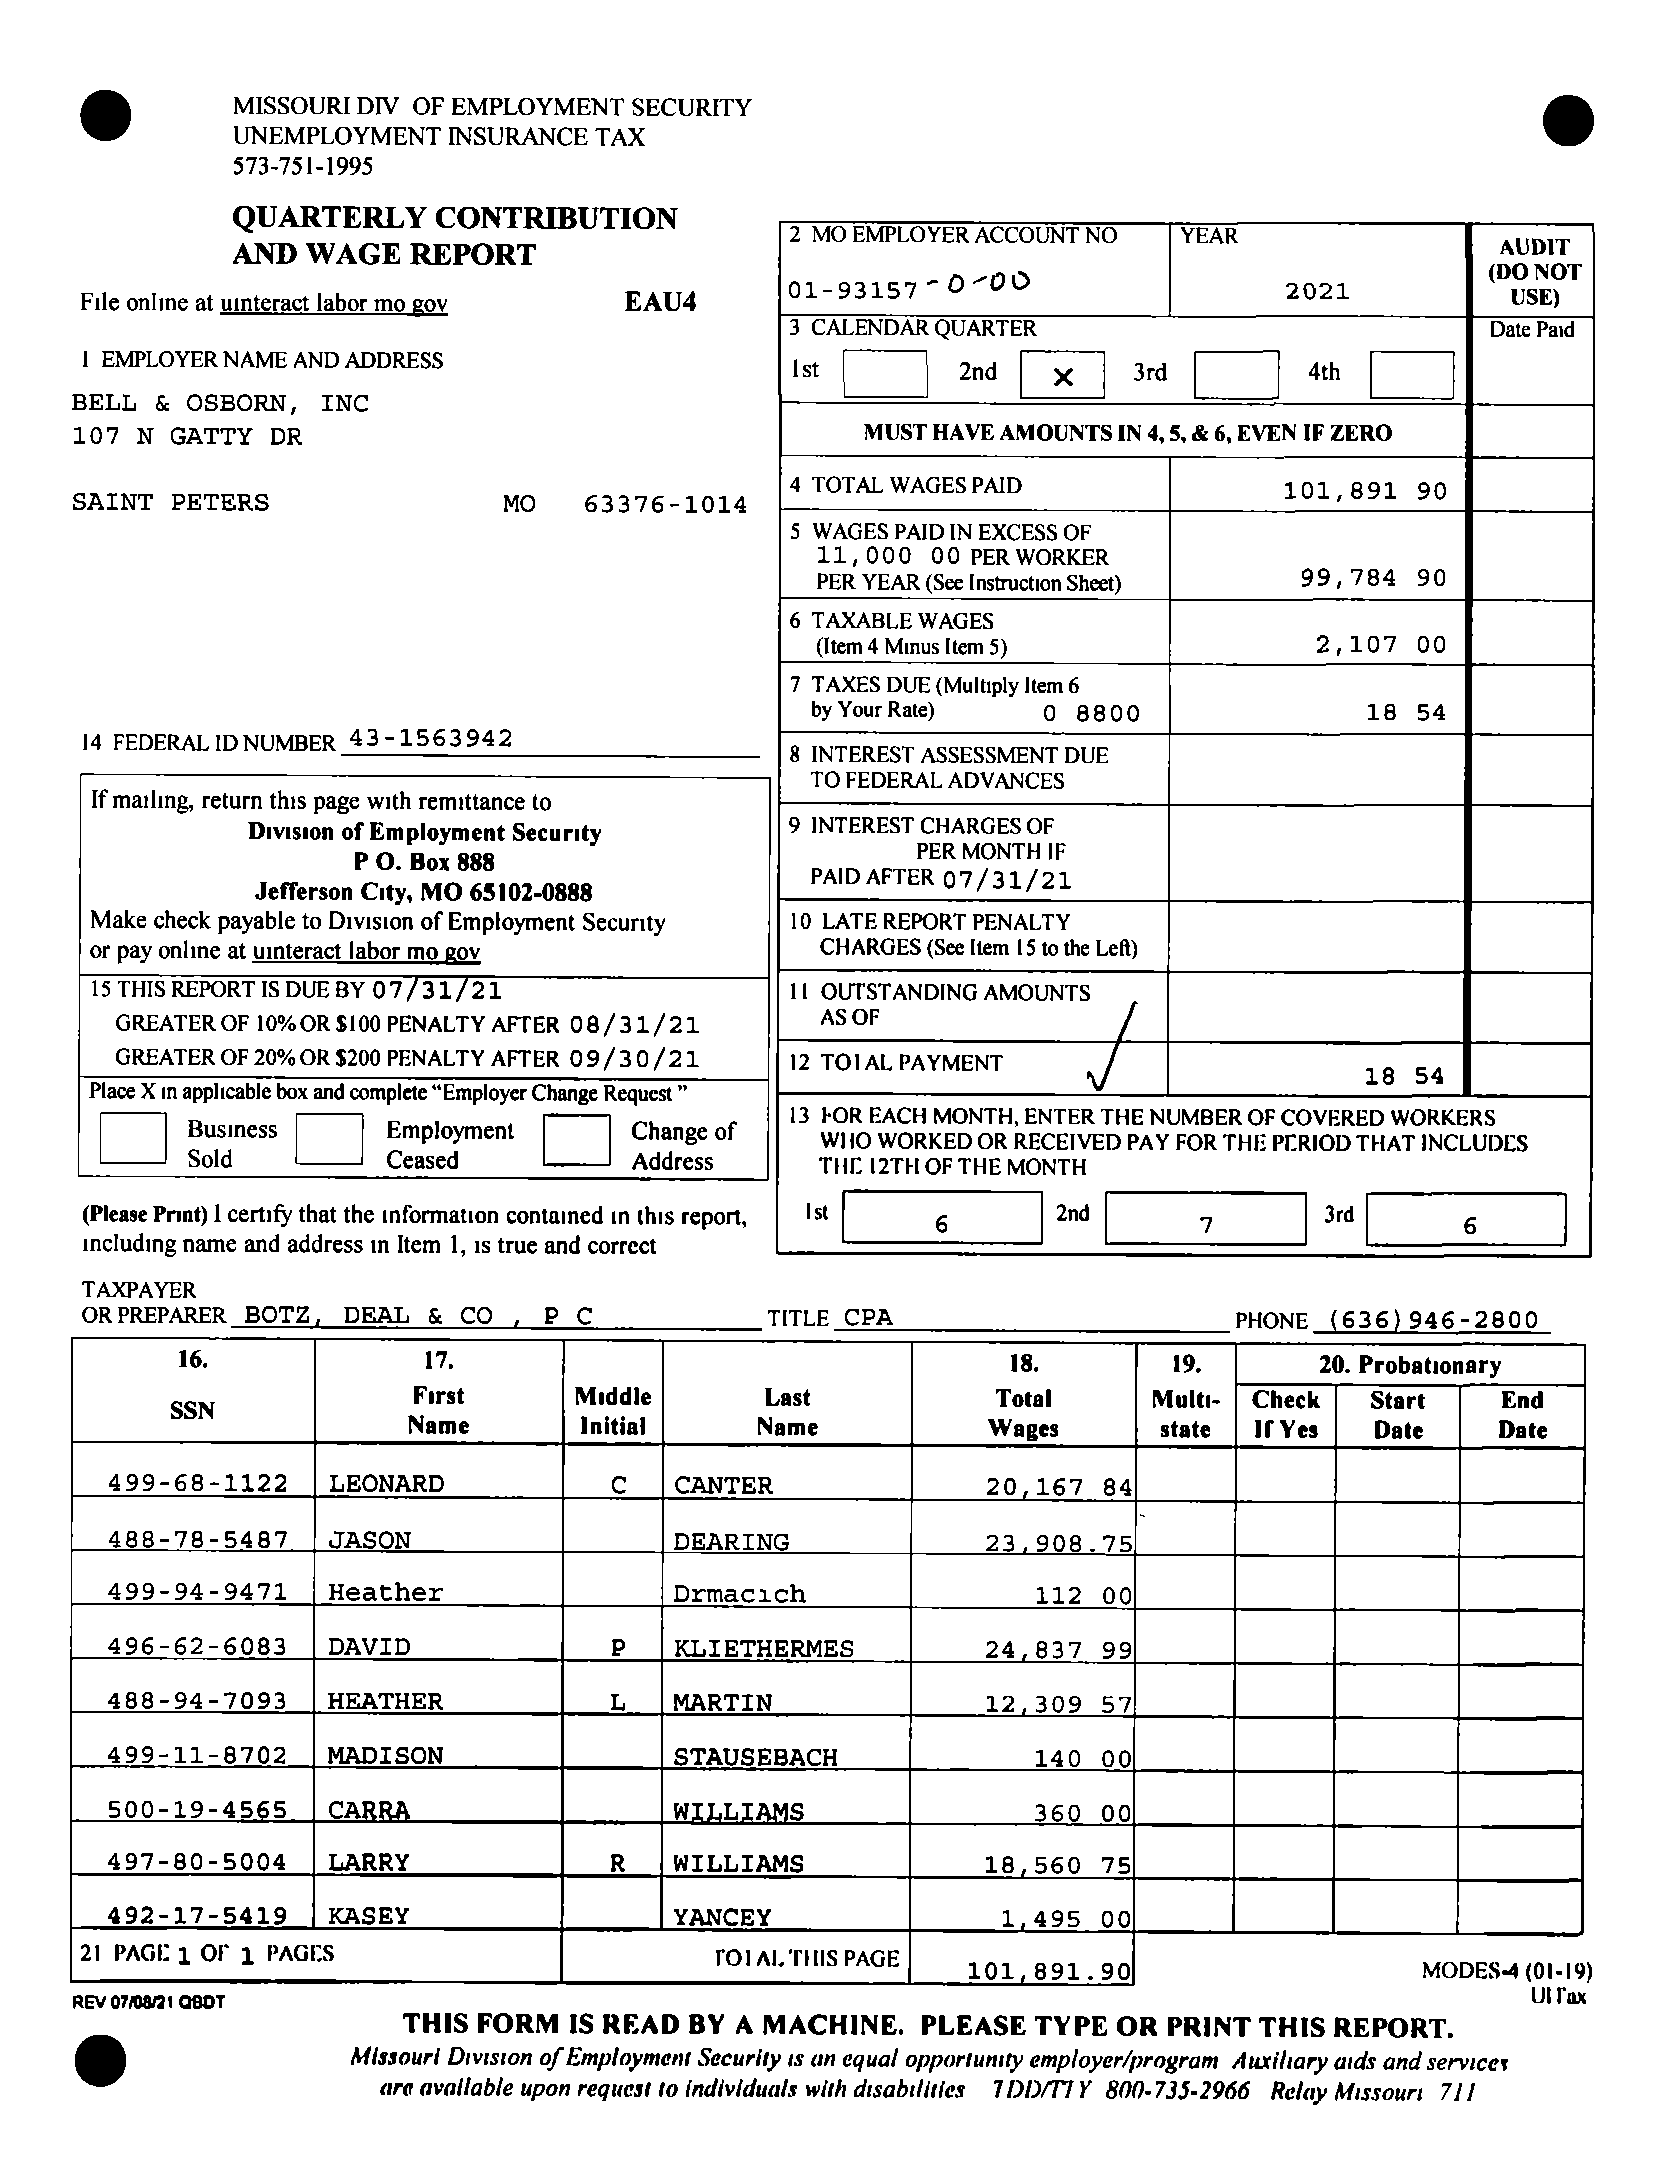 MISSOURI DIV OF EMPLOYMENT SECURITY
UNEMPLOYMENT INSURANCE TAX
573-751-1995
QUARTERLY CONTRIBUTION
AND WAGE REPORT
File online at uinteract labor mo gov EAU4
1 EMPLOYER NAME AND ADDRESS
BELL & OSBORN, INC
107 N GATTY DR
SAINT PETERS MO 63376-1014
14 FEDERAL ID NUMBER 43-1563942
If mailing, return this page with remittance to
Division of Employment Security
P O. Box 888
Jefferson City, MO 65102-0888
Make check payable to Division of Employment Security
or pay online at uinteract labor mo gov
15 THIS REPORT IS DUE BY 07/31/21
GREATER OF 10% OR $100 PENALTY AFTER 08/31/21
GREATER OF 20% OR $200 PENALTY AFTER 09/30/21
Place X in applicable box and complete “Employer Change Request ”
Business Sold Employment Ceased Change of Address
(Please Print) I certify that the information contained in this report,
including name and address in Item 1, is true and correct
2 MO EMPLOYER ACCOUNT NO YEAR
01-93157-0-00 2021
AUDIT
(DO NOT
USE)
Date Paid
3 CALENDAR QUARTER
1st 2nd X 3rd 4th
MUST HAVE AMOUNTS IN 4, 5, & 6, EVEN IF ZERO
4 TOTAL WAGES PAID 101,891 90
5 WAGES PAID IN EXCESS OF
11,000 00 PER WORKER
PER YEAR (See Instruction Sheet) 99,784 90
6 TAXABLE WAGES
(Item 4 Minus Item 5) 2,107 00
7 TAXES DUE (Multiply Item 6
by Your Rate) 0 8800 18 54
8 INTEREST ASSESSMENT DUE
TO FEDERAL ADVANCES
9 INTEREST CHARGES OF
PER MONTH IF
PAID AFTER 07/31/21
10 LATE REPORT PENALTY
CHARGES (See Item 15 to the Left)
11 OUTSTANDING AMOUNTS
AS OF
12 TOTAL PAYMENT 18 54
13 FOR EACH MONTH, ENTER THE NUMBER OF COVERED WORKERS
WHO WORKED OR RECEIVED PAY FOR THE PERIOD THAT INCLUDES
THE 12TH OF THE MONTH
1st 6 2nd 7 3rd 6
TAXPAYER
OR PREPARER BOTZ, DEAL & CO , P C TITLE CPA PHONE (636)946-2800
16. SSN 17. First Name Middle Initial Last Name 18. Total Wages 19. Multi-state 20. Probationary Check If Yes Start Date End Date
499-68-1122 LEONARD C CANTER 20,167 84
488-78-5487 JASON DEARING 23,908.75
499-94-9471 Heather Drmacich 112 00
496-62-6083 DAVID P KLIETHERMES 24,837 99
488-94-7093 HEATHER L MARTIN 12,309 57
499-11-8702 MADISON STAUSEBACH 140 00
500-19-4565 CARRA WILLIAMS 360 00
497-80-5004 LARRY R WILLIAMS 18,560 75
492-17-5419 KASEY YANCEY 1,495 00
21 PAGE 1 OF 1 PAGES TOTAL THIS PAGE 101,891.90
MODES-4 (01-19)
UI Tax
REV 07/08/21 QBDT
THIS FORM IS READ BY A MACHINE. PLEASE TYPE OR PRINT THIS REPORT.
Missouri Division of Employment Security is an equal opportunity employer/program Auxiliary aids and services
are available upon request to individuals with disabilities TDD/TTY 800-735-2966 Relay Missouri 711